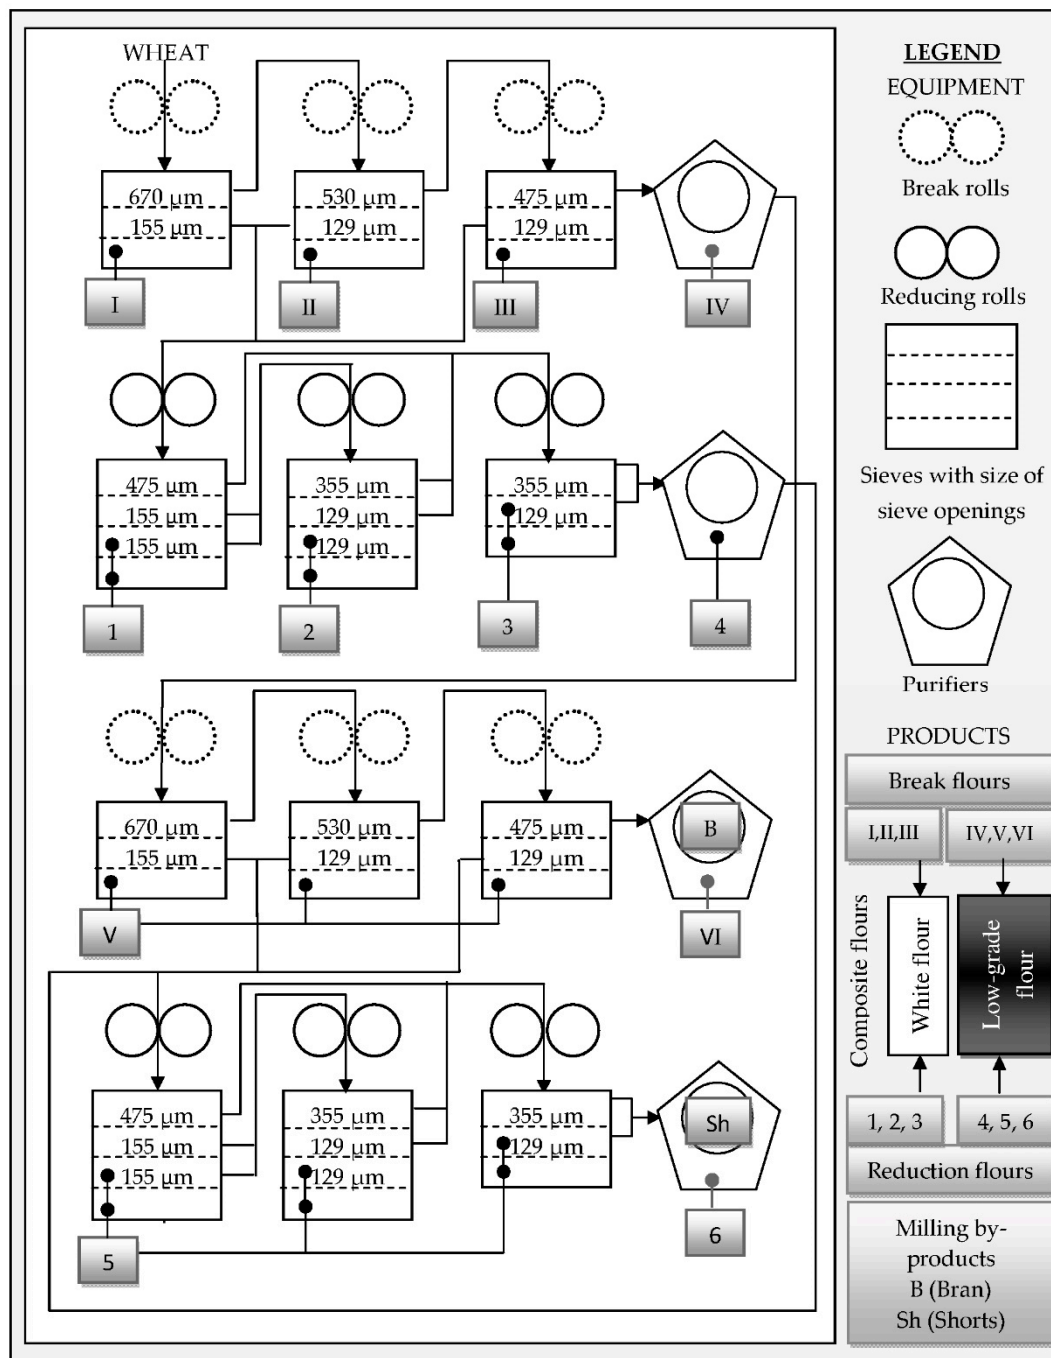 WHEAT
670 µm
155 µm
I
530 µm
129 µm
II
475 µm
129 µm
III
IV
475 µm
155 µm
155 µm
1
355 µm
129 µm
129 µm
2
355 µm
129 µm
3
4
670 µm
155 µm
V
530 µm
129 µm
475 µm
129 µm
B
VI
475 µm
155 µm
155 µm
5
355 µm
129 µm
129 µm
355 µm
129 µm
Sh
6
LEGEND
EQUIPMENT
Break rolls
Reducing rolls
Sieves with size of
sieve openings
Purifiers
PRODUCTS
Break flours
I,II,III
IV,V,VI
Composite flours
White flour
Low-grade
flour
1, 2, 3
4, 5, 6
Reduction flours
Milling by-
products
B (Bran)
Sh (Shorts)